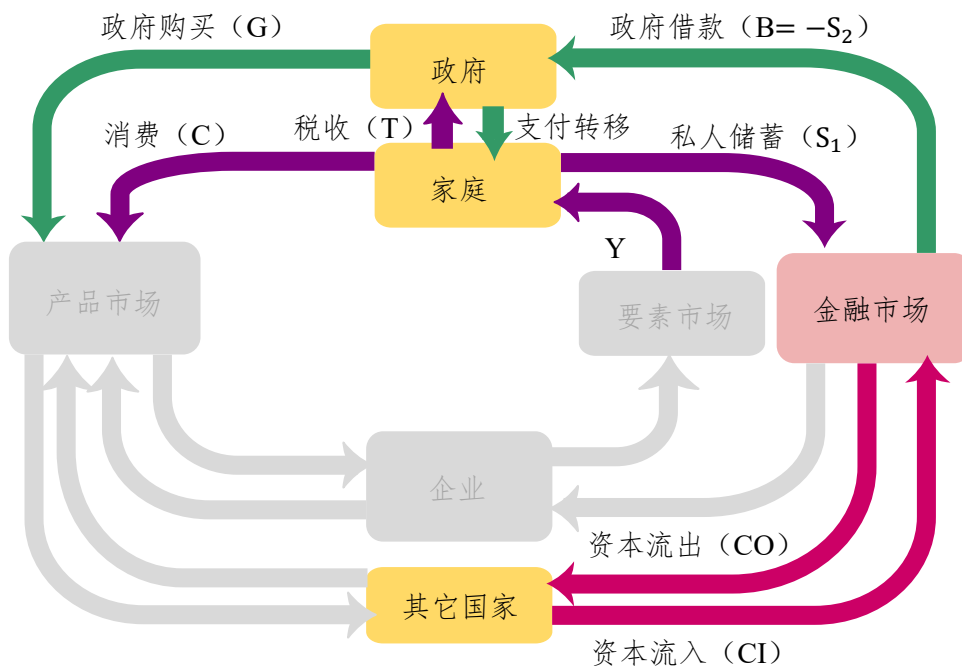 政府购买（G）
政府借款（B= −S₂）
政府
消费（C）
税收（T）
支付转移
私人储蓄（S₁）
家庭
Y
产品市场
要素市场
金融市场
企业
资本流出（CO）
其它国家
资本流入（CI）